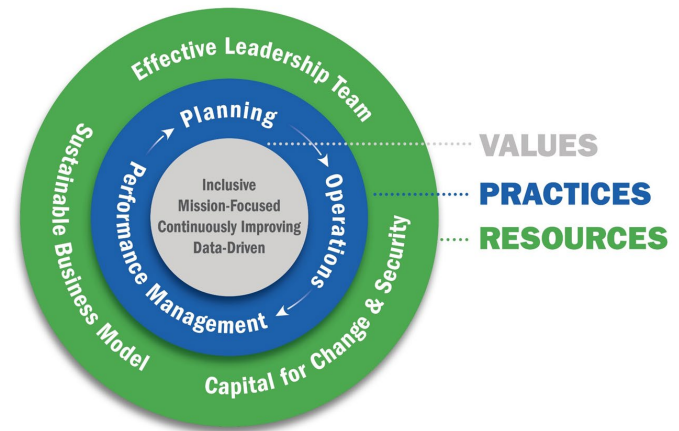 Effective Leadership Team
Sustainable Business Model
Capital for Change & Security
Planning
Operations
Performance Management
Inclusive
Mission-Focused
Continuously Improving
Data-Driven
VALUES
PRACTICES
RESOURCES